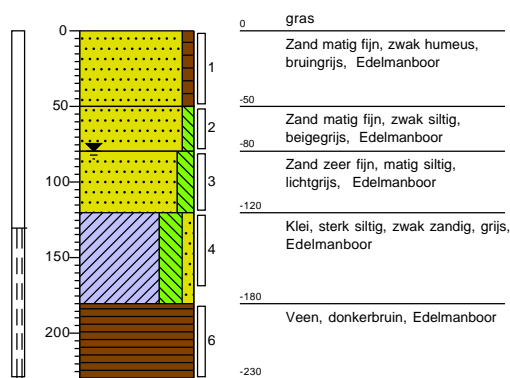 0
50
100
150
200
1
2
3
4
6
0 gras
Zand matig fijn, zwak humeus,
bruingrijs, Edelmanboor
-50
Zand matig fijn, zwak siltig,
beigegrijs, Edelmanboor
-80
Zand zeer fijn, matig siltig,
lichtgrijs, Edelmanboor
-120
Klei, sterk siltig, zwak zandig, grijs,
Edelmanboor
-180
Veen, donkerbruin, Edelmanboor
-230